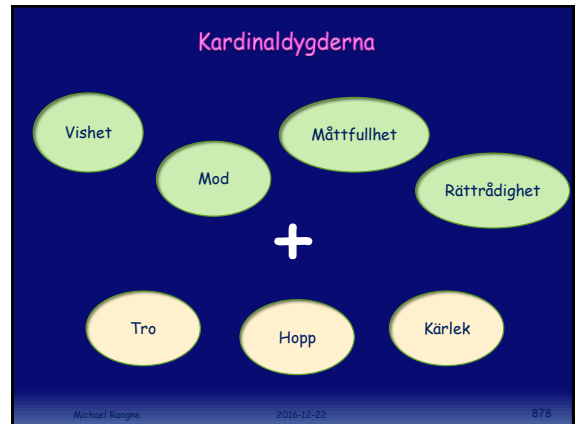 Kardinaldygderna
Vishet
Mod
Måttfullhet
Rättrådighet
+
Tro
Hopp
Kärlek
Michael Rangne 2016-12-22 878